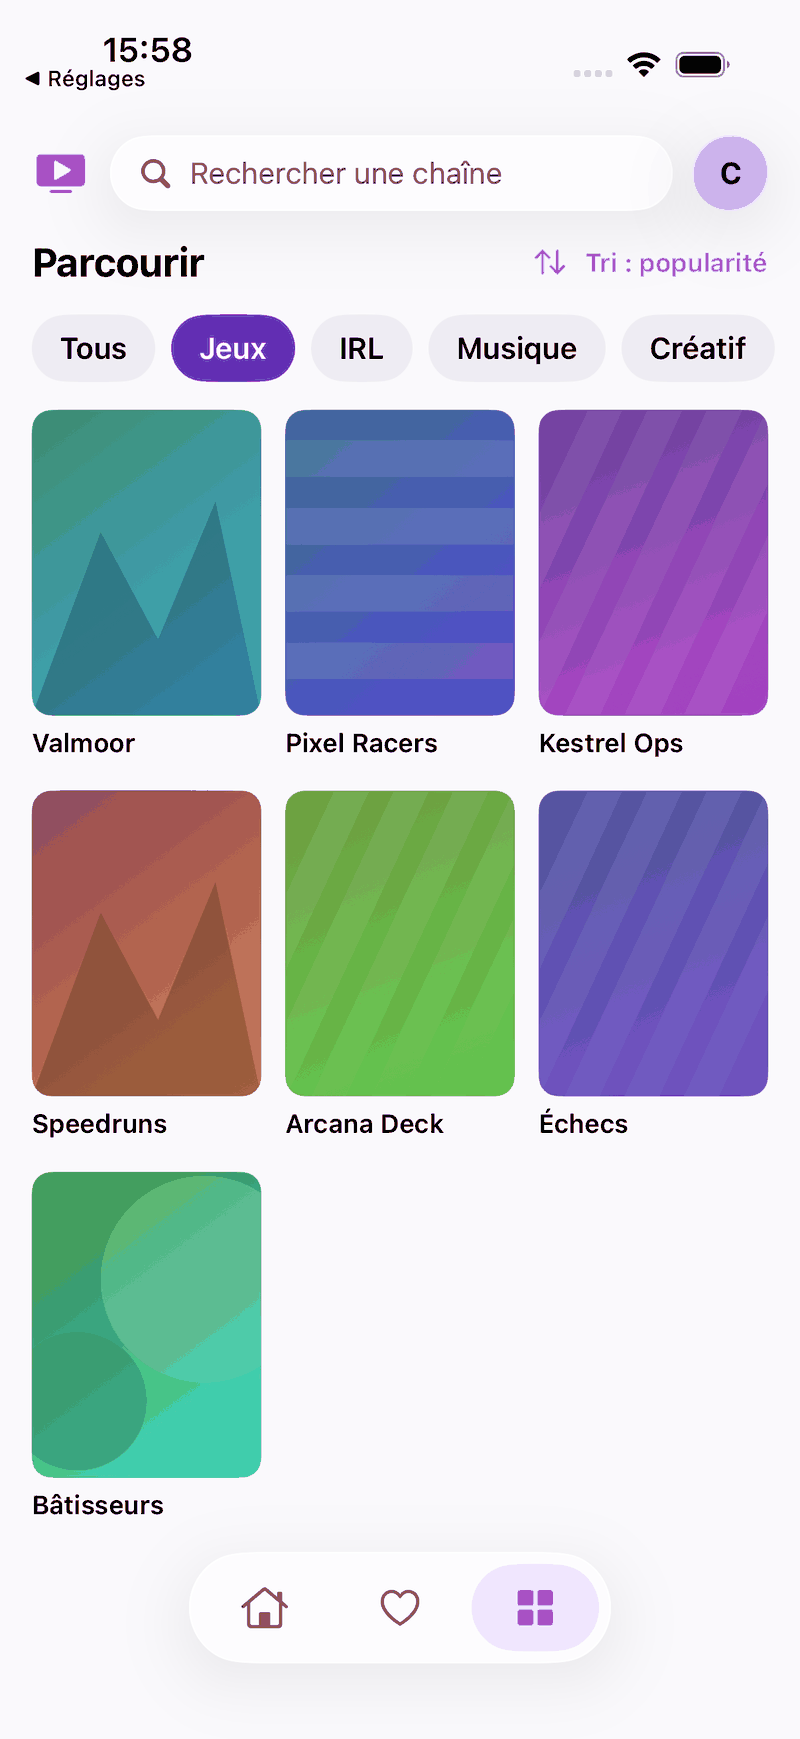 15:58
◀ Réglages
Rechercher une chaîne
C
Parcourir
Tri : popularité
Tous
Jeux
IRL
Musique
Créatif
Valmoor
Pixel Racers
Kestrel Ops
Speedruns
Arcana Deck
Échecs
Bâtisseurs